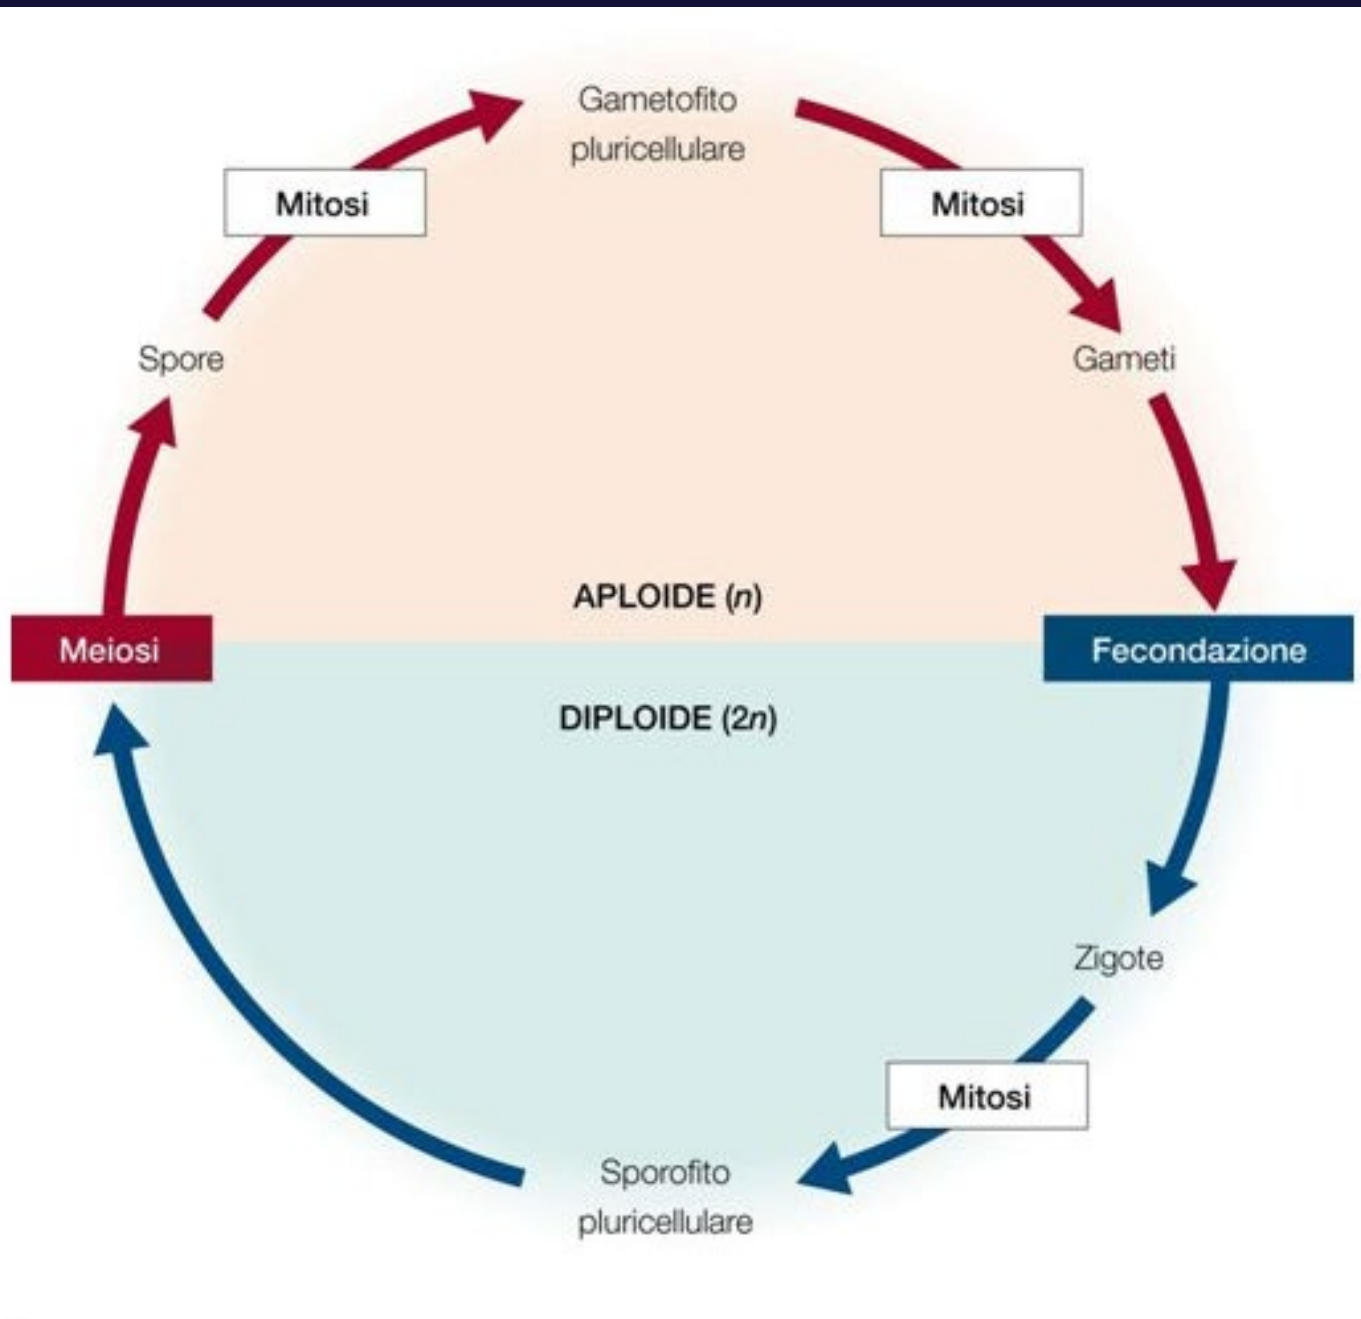 Gametofito
pluricellulare
Mitosi
Mitosi
Spore
Gameti
APLOIDE (n)
Meiosi
Fecondazione
DIPLOIDE (2n)
Zigote
Mitosi
Sporofito
pluricellulare